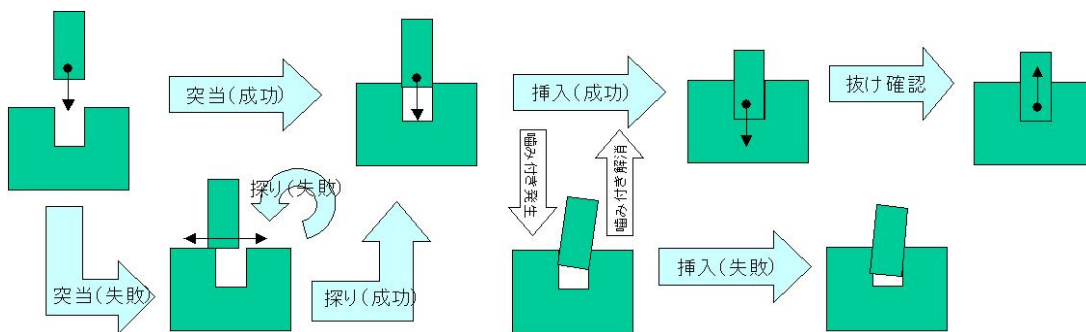 突当(成功)
挿入(成功)
抜け確認
噛み付き発生
噛み付き解消
探り(失敗)
突当(失敗)
探り(成功)
挿入(失敗)